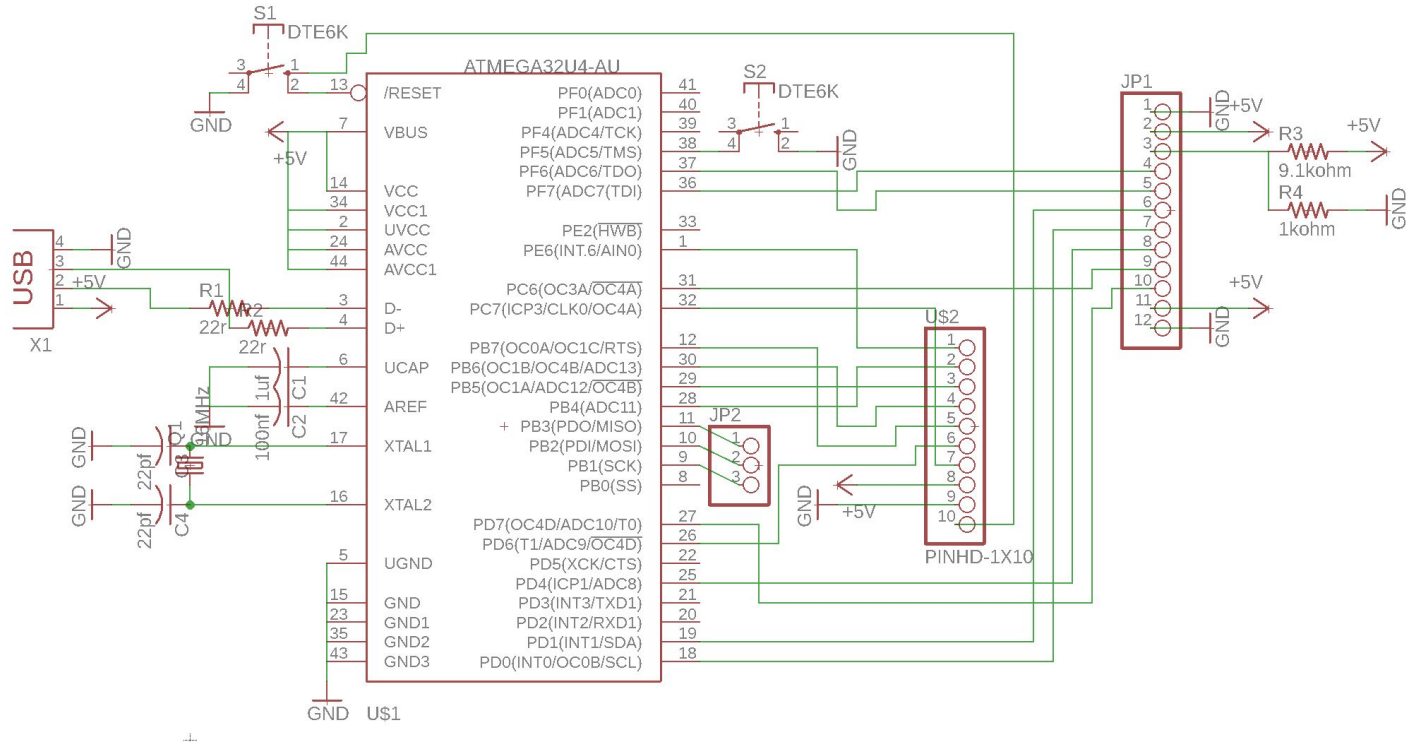 S1
DTE6K
3
1
4
2
GND
ATMEGA32U4-AU
13
/RESET
7
VBUS
+5V
14
VCC
34
VCC1
2
UVCC
24
AVCC
44
AVCC1
3
D-
4
D+
6
UCAP
42
AREF
17
XTAL1
16
XTAL2
5
UGND
15
GND
23
GND1
35
GND2
43
GND3
GND
U$1
PF0(ADC0)
41
PF1(ADC1)
40
PF4(ADC4/TCK)
39
PF5(ADC5/TMS)
38
PF6(ADC6/TDO)
37
PF7(ADC7(TDI)
36
PE2(HWB)
33
PE6(INT.6/AIN0)
1
PC6(OC3A/OC4A)
31
PC7(ICP3/CLK0/OC4A)
32
PB7(OC0A/OC1C/RTS)
12
PB6(OC1B/OC4B/ADC13)
30
PB5(OC1A/ADC12/OC4B)
29
PB4(ADC11)
28
PB3(PDO/MISO)
11
PB2(PDI/MOSI)
10
PB1(SCK)
9
PB0(SS)
8
PD7(OC4D/ADC10/T0)
27
PD6(T1/ADC9/OC4D)
26
PD5(XCK/CTS)
22
PD4(ICP1/ADC8)
25
PD3(INT3/TXD1)
21
PD2(INT2/RXD1)
20
PD1(INT1/SDA)
19
PD0(INT0/OC0B/SCL)
18
USB
4
3
2
1
X1
GND
+5V
R1
22r
R2
22r
1uf
C1
100nf
C2
GND
16MHz
Q1
GND
22pf
C3
GND
22pf
C4
S2
DTE6K
3
1
4
2
GND
JP2
1
2
3
U$2
1
2
3
4
5
6
7
8
9
10
PINHD-1X10
+5V
GND
JP1
1
2
3
4
5
6
7
8
9
10
11
12
GND
+5V
R3
9.1kohm
+5V
R4
1kohm
GND
+5V
GND